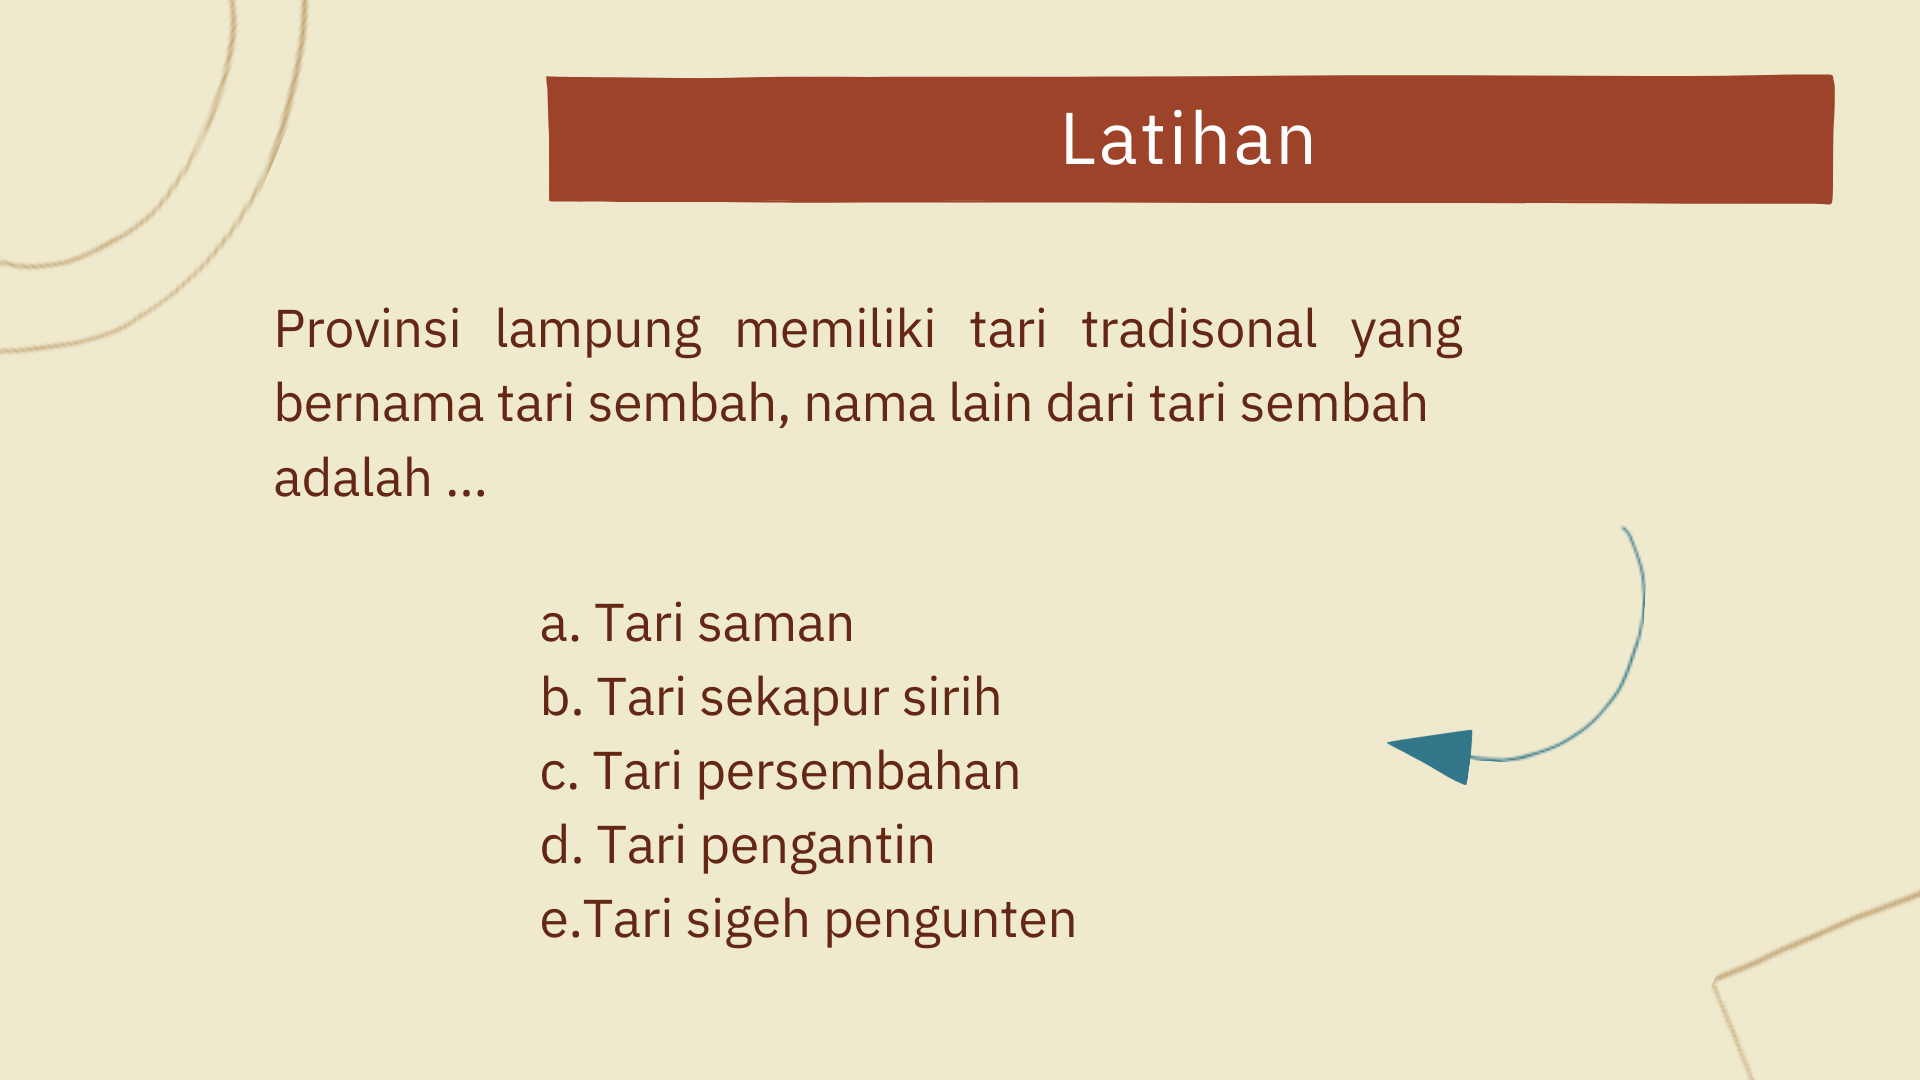 Latihan
Provinsi lampung memiliki tari tradisonal yang
bernama tari sembah, nama lain dari tari sembah
adalah ...
a. Tari saman
b. Tari sekapur sirih
c. Tari persembahan
d. Tari pengantin
e.Tari sigeh pengunten